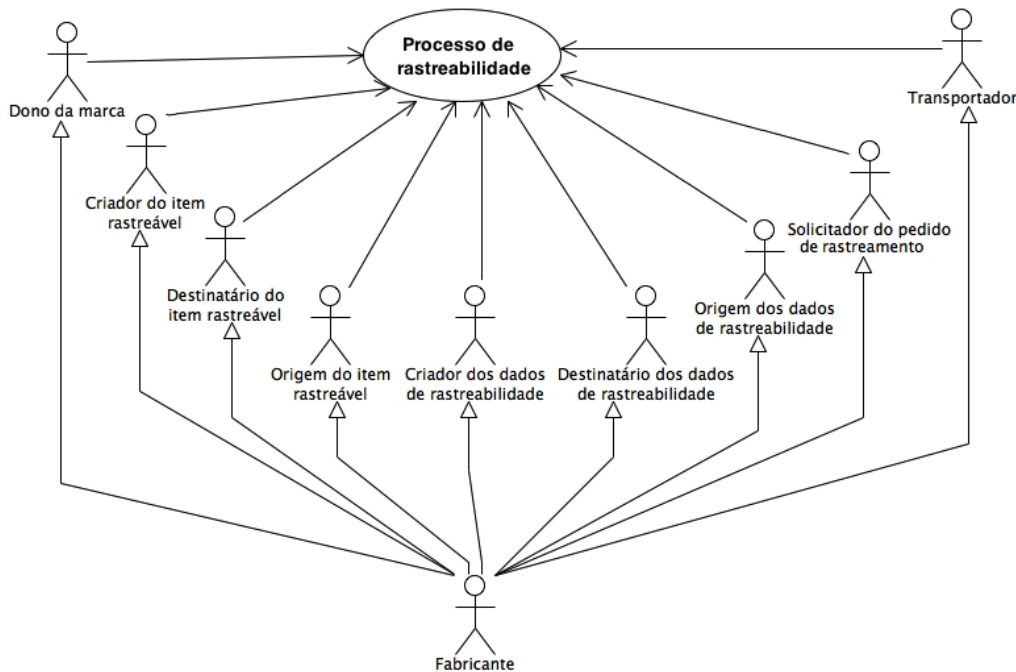 Processo de
rastreabilidade
Dono da marca
Transportador
Criador do item
rastreável
Solicitador do pedido
de rastreamento
Destinatário do
item rastreável
Origem dos dados
de rastreabilidade
Origem do item
rastreável
Criador dos dados
de rastreabilidade
Destinatário dos dados
de rastreabilidade
Fabricante